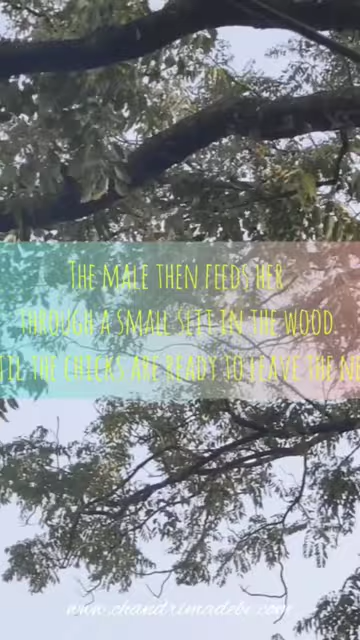 THE MALE THEN FEEDS HER
THROUGH A SMALL SLIT IN THE WOOD
TIL THE CHICKS ARE READY TO LEAVE THE NE
www.chandrimadebi.com